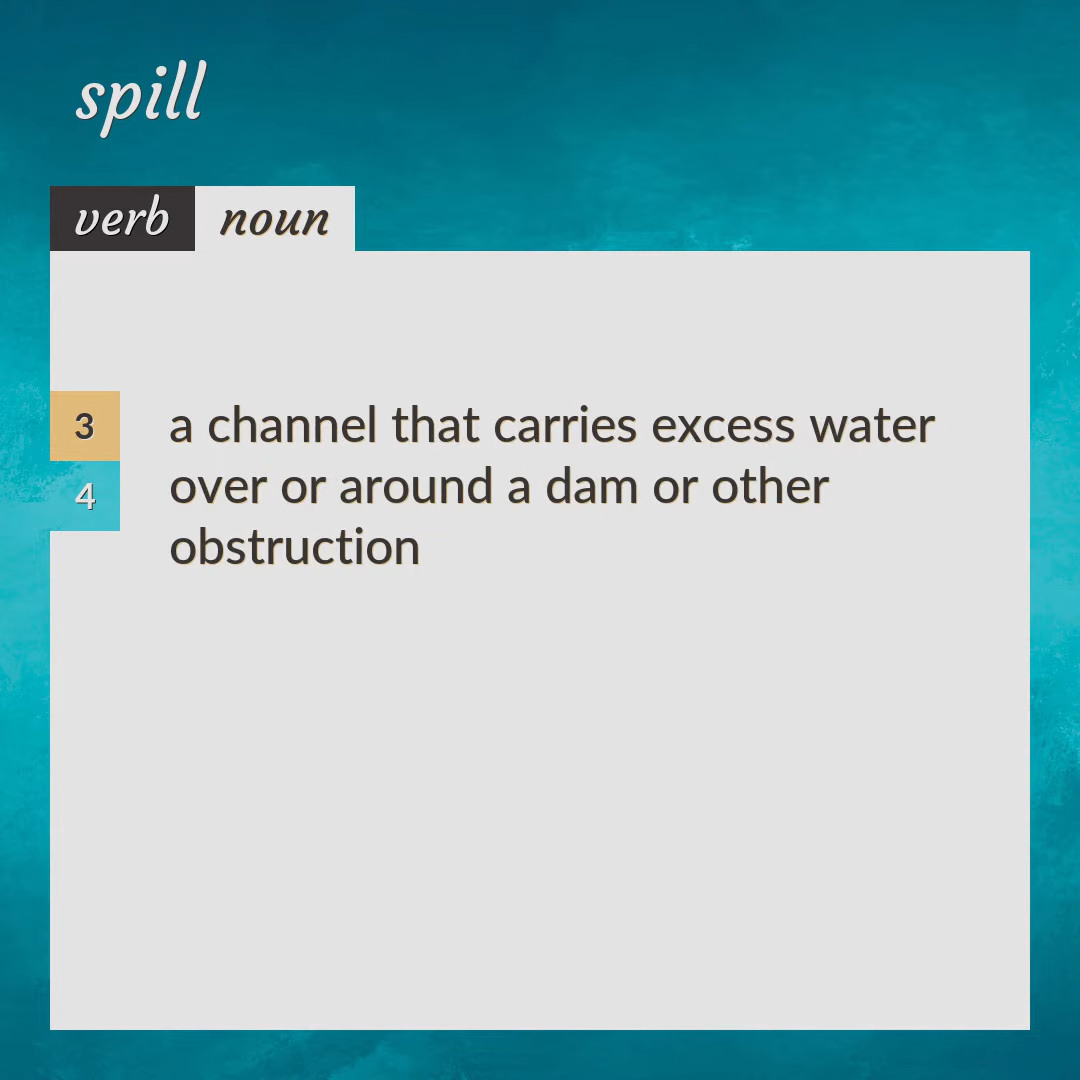 spill
verb noun
3 a channel that carries excess water
over or around a dam or other
4
obstruction